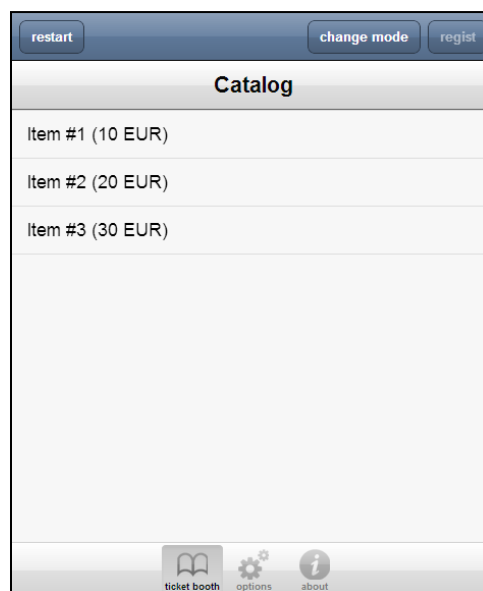 restart change mode regist
Catalog
Item #1 (10 EUR)
Item #2 (20 EUR)
Item #3 (30 EUR)
ticket booth options about